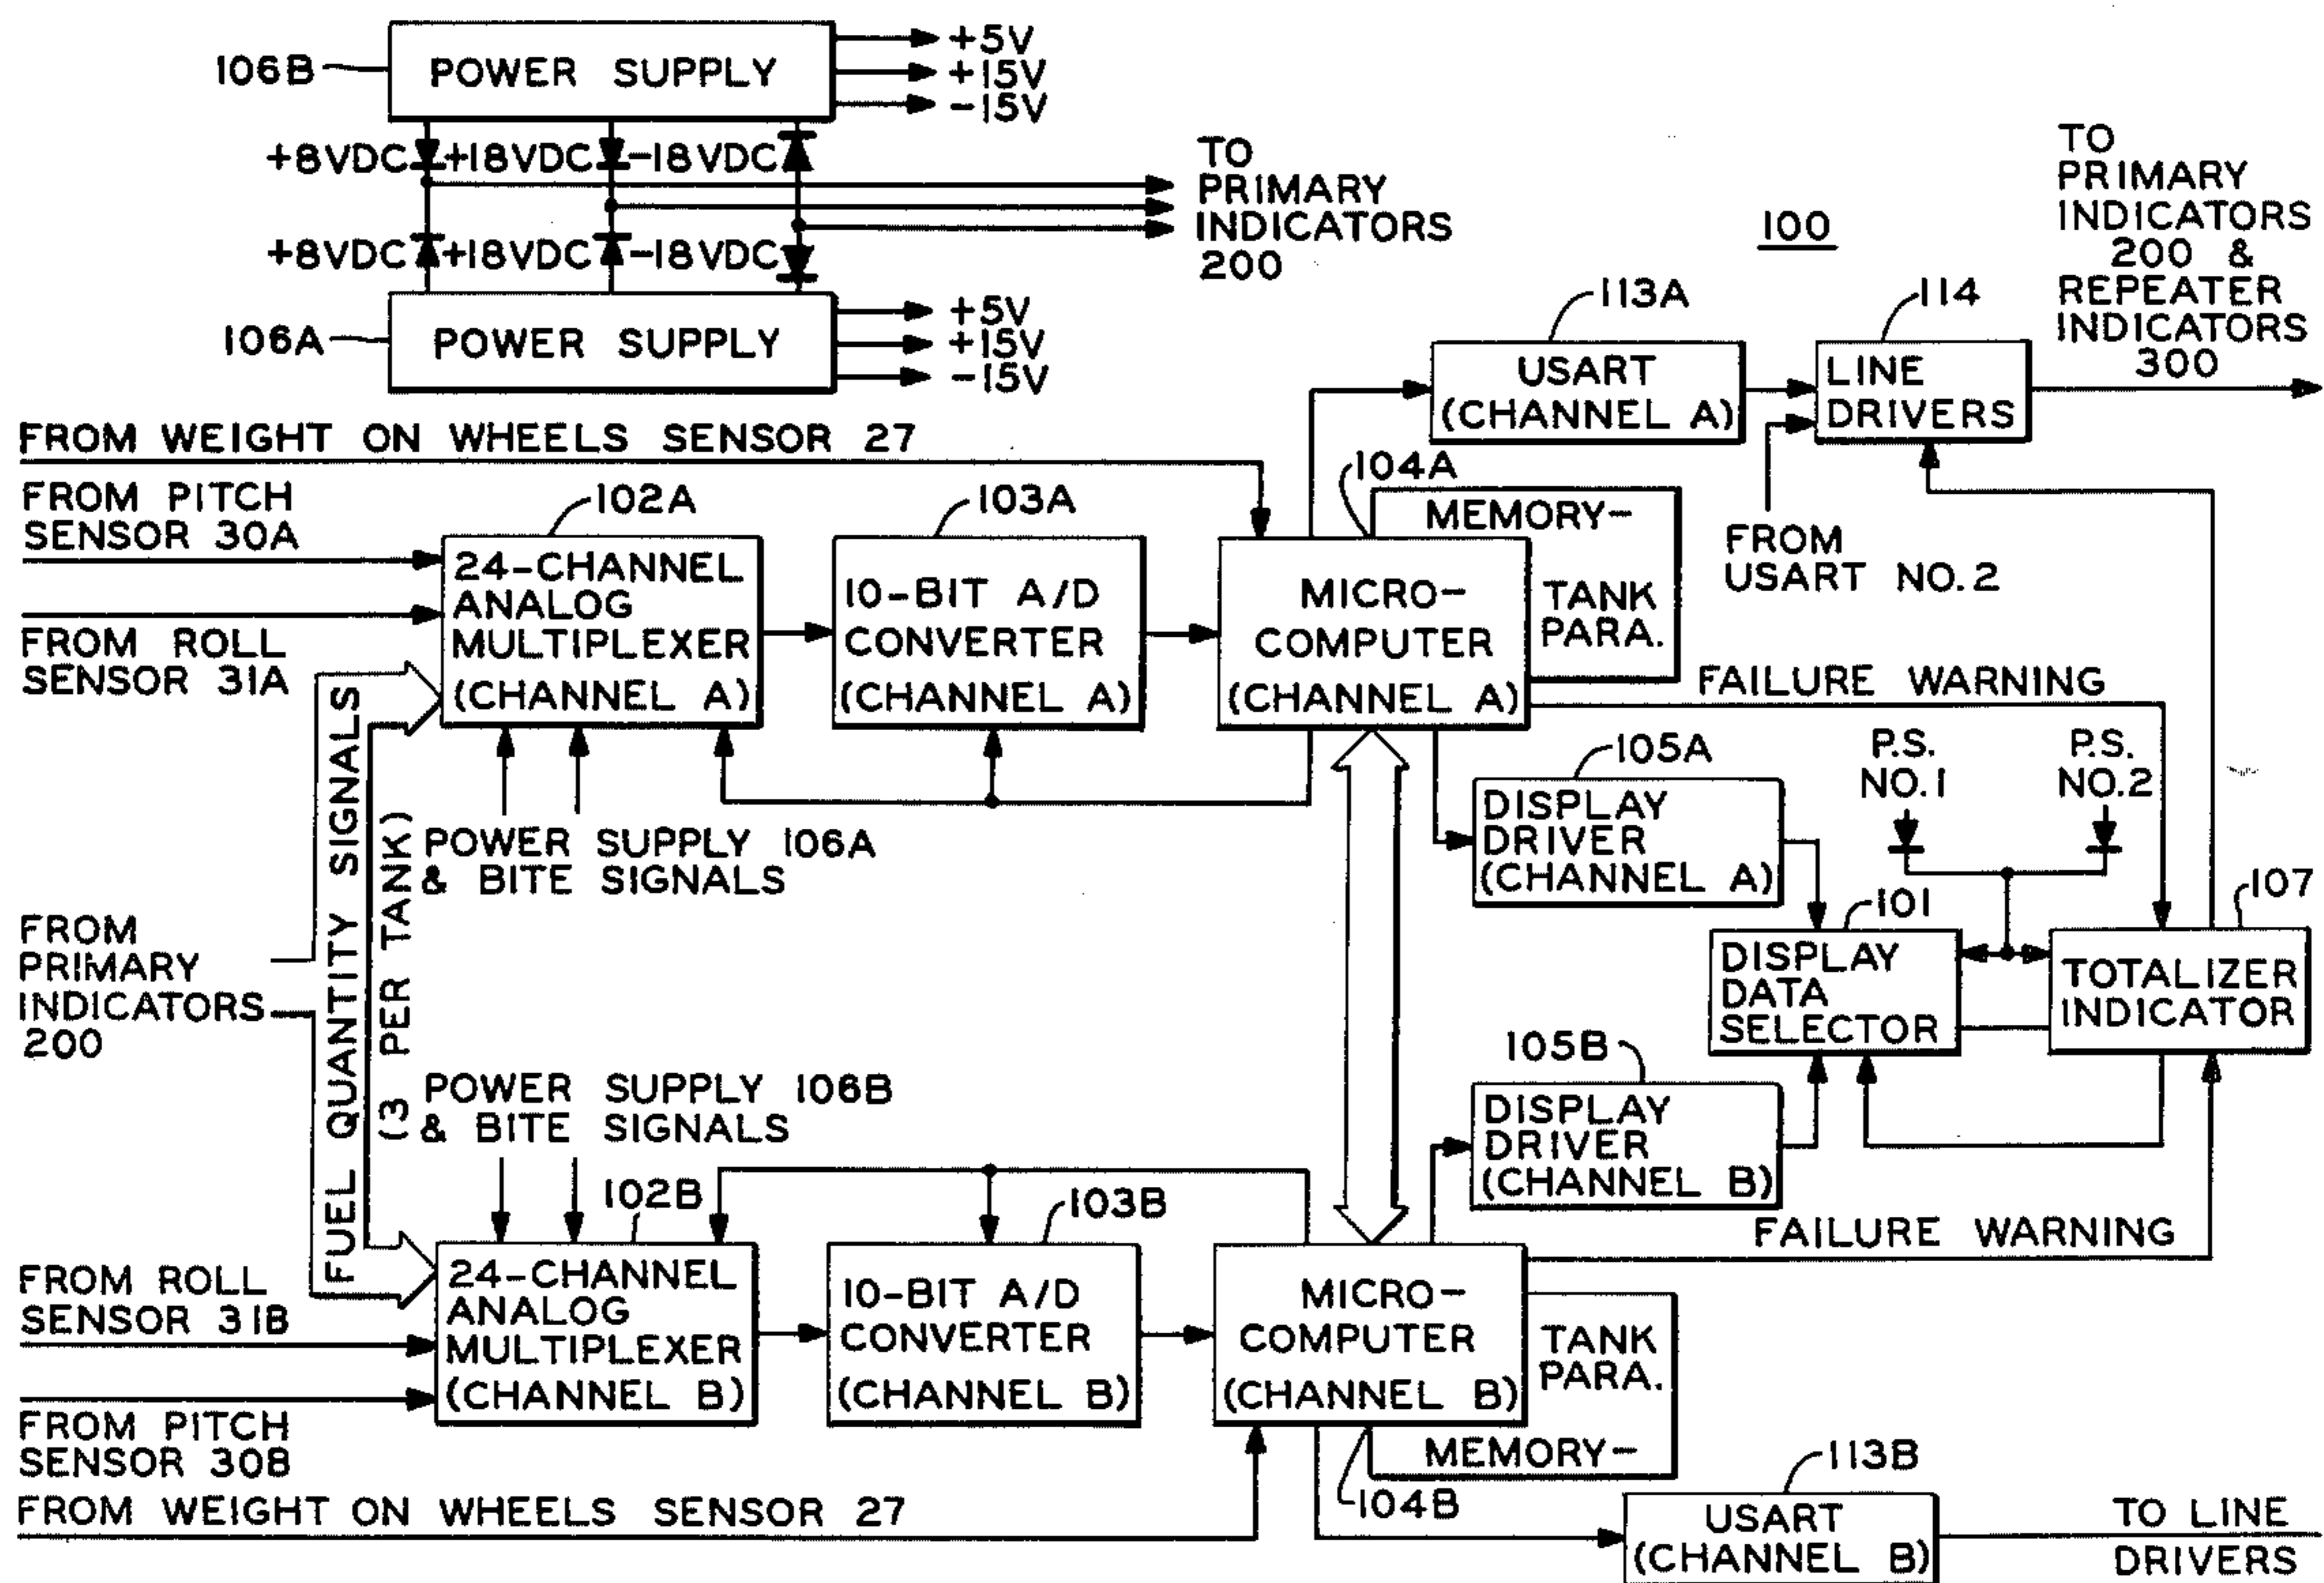 106B
POWER SUPPLY
+5V
+15V
-15V
+8VDC
+18VDC
-18VDC
TO
PRIMARY
INDICATORS
200
+8VDC
+18VDC
-18VDC
106A
POWER SUPPLY
+5V
+15V
-15V
100
TO
PRIMARY
INDICATORS
200 &
REPEATER
INDICATORS
300
113A
USART
(CHANNEL A)
114
LINE
DRIVERS
FROM
USART NO.2
FROM WEIGHT ON WHEELS SENSOR 27
FROM PITCH
SENSOR 30A
FROM ROLL
SENSOR 31A
102A
24-CHANNEL
ANALOG
MULTIPLEXER
(CHANNEL A)
103A
10-BIT A/D
CONVERTER
(CHANNEL A)
104A
MICRO-
COMPUTER
(CHANNEL A)
MEMORY-
TANK
PARA.
FAILURE WARNING
POWER SUPPLY 106A
& BITE SIGNALS
FUEL QUANTITY SIGNALS
(3 PER TANK)
FROM
PRIMARY
INDICATORS
200
105A
DISPLAY
DRIVER
(CHANNEL A)
P.S.
NO.1
P.S.
NO.2
101
DISPLAY
DATA
SELECTOR
107
TOTALIZER
INDICATOR
105B
DISPLAY
DRIVER
(CHANNEL B)
FAILURE WARNING
POWER SUPPLY 106B
& BITE SIGNALS
102B
24-CHANNEL
ANALOG
MULTIPLEXER
(CHANNEL B)
103B
10-BIT A/D
CONVERTER
(CHANNEL B)
MICRO-
COMPUTER
(CHANNEL B)
TANK
PARA.
MEMORY-
104B
FROM ROLL
SENSOR 31B
FROM PITCH
SENSOR 30B
FROM WEIGHT ON WHEELS SENSOR 27
113B
USART
(CHANNEL B)
TO LINE
DRIVERS